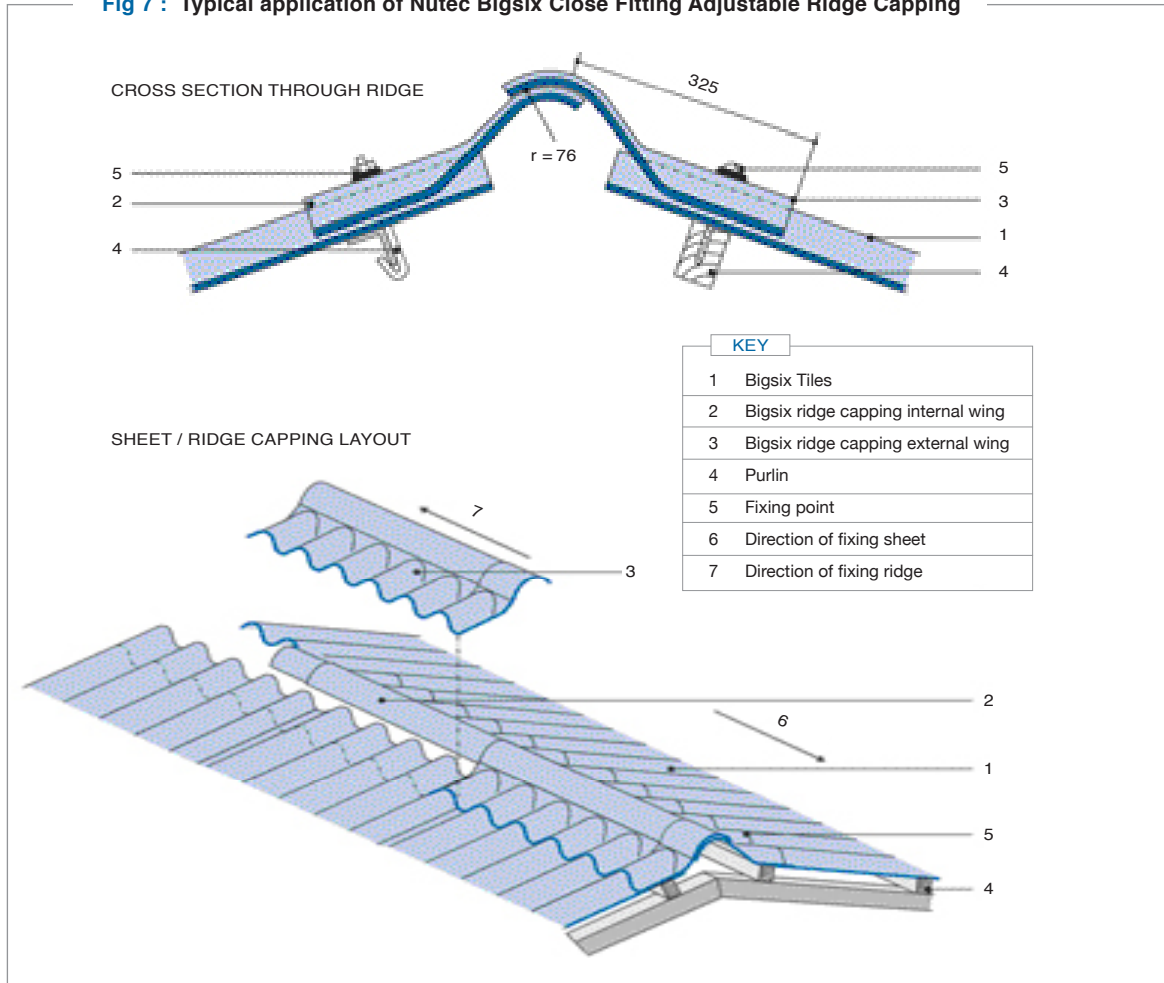 Fig 7 : Typical application of Nutec Bigsix Close Fitting Adjustable Ridge Capping
CROSS SECTION THROUGH RIDGE
325
r = 76
5
2
4
5
3
1
4
KEY
1 Bigsix Tiles
2 Bigsix ridge capping internal wing
3 Bigsix ridge capping external wing
4 Purlin
5 Fixing point
6 Direction of fixing sheet
7 Direction of fixing ridge
SHEET / RIDGE CAPPING LAYOUT
7
3
2
6
1
5
4